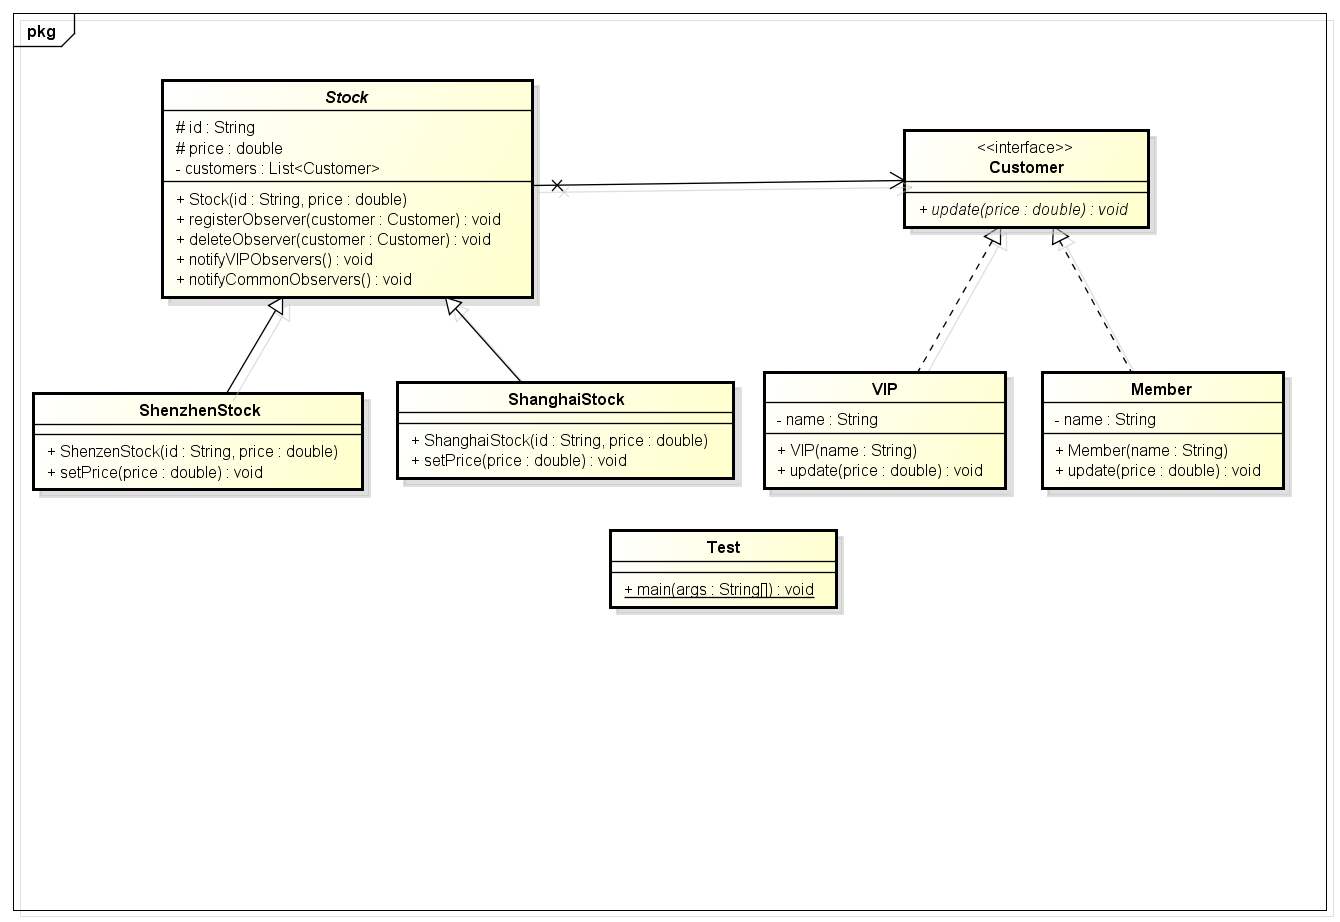 pkg
Stock
# id : String
# price : double
- customers : List<Customer>
+ Stock(id : String, price : double)
+ registerObserver(customer : Customer) : void
+ deleteObserver(customer : Customer) : void
+ notifyVIPObservers() : void
+ notifyCommonObservers() : void
<<interface>>
Customer
+ update(price : double) : void
ShenzhenStock
+ ShenzenStock(id : String, price : double)
+ setPrice(price : double) : void
ShanghaiStock
+ ShanghaiStock(id : String, price : double)
+ setPrice(price : double) : void
VIP
- name : String
+ VIP(name : String)
+ update(price : double) : void
Member
- name : String
+ Member(name : String)
+ update(price : double) : void
Test
+ main(args : String[]) : void